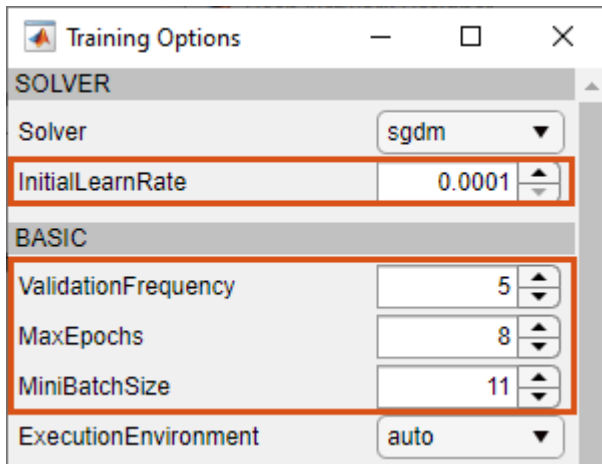 Training Options
SOLVER
Solver sgdm
InitialLearnRate 0.0001
BASIC
ValidationFrequency 5
MaxEpochs 8
MiniBatchSize 11
ExecutionEnvironment auto